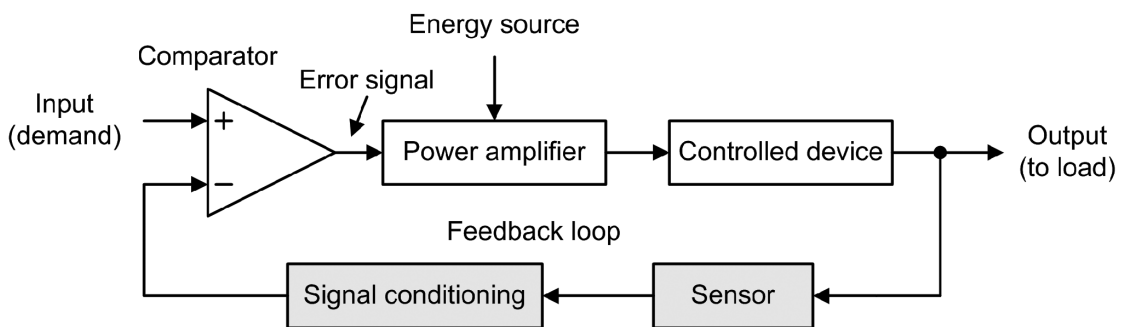 Energy source
Comparator
Error signal
Input
(demand)
+
−
Power amplifier
Controlled device
Output
(to load)
Feedback loop
Signal conditioning
Sensor